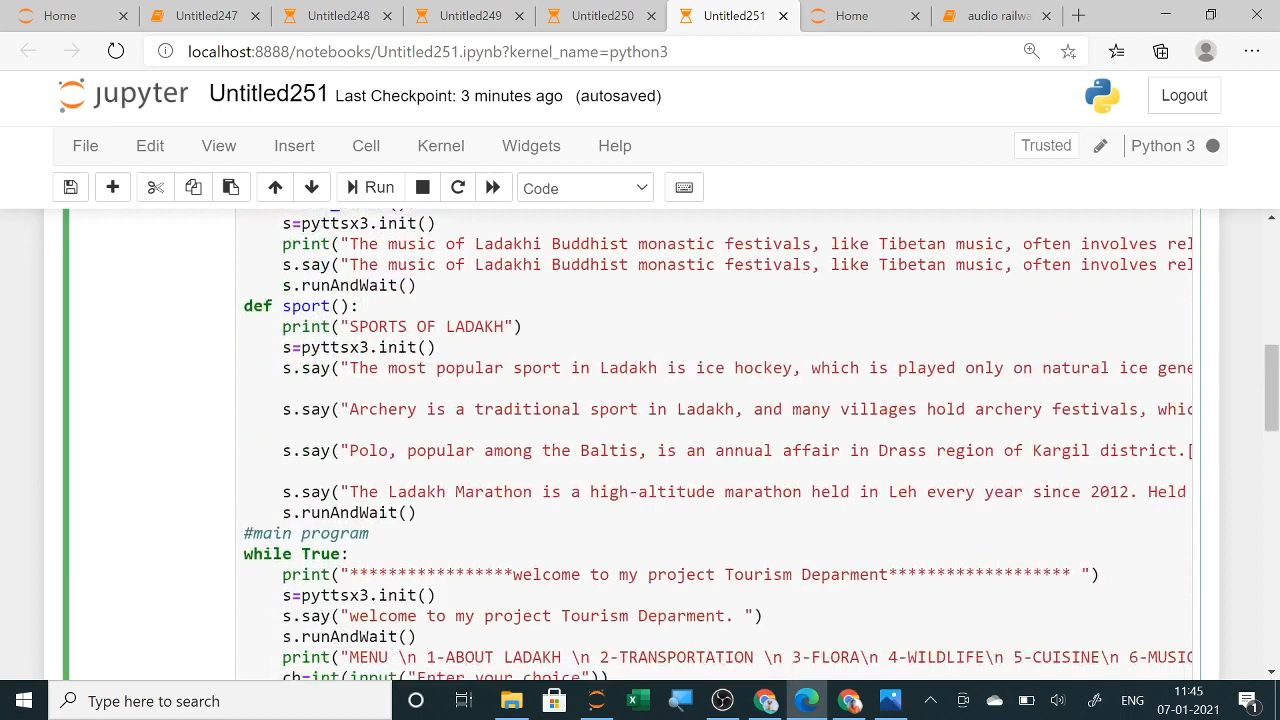 Home
Untitled247
Untitled248
Untitled249
Untitled250
Untitled251
Home
audio railwa
localhost:8888/notebooks/Untitled251.ipynb?kernel_name=python3
jupyter Untitled251 Last Checkpoint: 3 minutes ago (autosaved)
Logout
File Edit View Insert Cell Kernel Widgets Help
Trusted
Python 3
Run
Code
s=pyttsx3.init()
print("The music of Ladakhi Buddhist monastic festivals, like Tibetan music, often involves rel
s.say("The music of Ladakhi Buddhist monastic festivals, like Tibetan music, often involves rel
s.runAndWait()
def sport():
print("SPORTS OF LADAKH")
s=pyttsx3.init()
s.say("The most popular sport in Ladakh is ice hockey, which is played only on natural ice gene
s.say("Archery is a traditional sport in Ladakh, and many villages hold archery festivals, whic
s.say("Polo, popular among the Baltis, is an annual affair in Drass region of Kargil district.[
s.say("The Ladakh Marathon is a high-altitude marathon held in Leh every year since 2012. Held
s.runAndWait()
#main program
while True:
print("*****************welcome to my project Tourism Deparment******************* ")
s=pyttsx3.init()
s.say("welcome to my project Tourism Deparment. ")
s.runAndWait()
print("MENU \n 1-ABOUT LADAKH \n 2-TRANSPORTATION \n 3-FLORA\n 4-WILDLIFE\n 5-CUISINE\n 6-MUSIC
ch=int(input("Enter your choice"))
Type here to search
ENG
11:45
07-01-2021
1